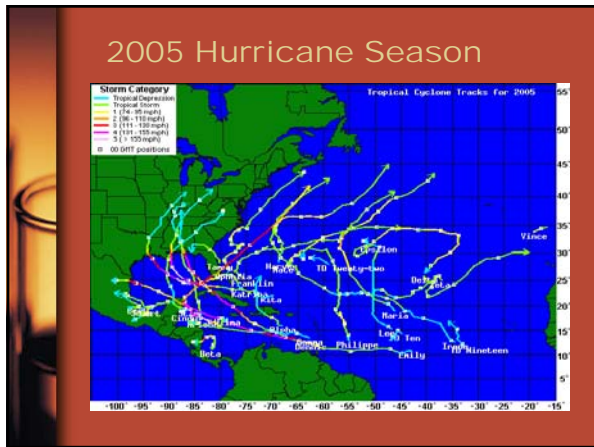 2005 Hurricane Season
Storm Category
Tropical Depression
Tropical Storm
1 (74-95 mph)
2 (96-110 mph)
3 (111-130 mph)
4 (131-155 mph)
5 (> 155 mph)
00 GMT positions
Tropical Cyclone Tracks for 2005
55°
50°
45°
40°
35°
30°
25°
20°
15°
10°
5°
Vince
Epsilon
TD Twenty-two
Nate
Tammy
Ophelia
Franklin
Katrina
Rita
Delta
Zeta
Maria
Lee
Ten
Cindy
Alpha
Beta
Dennis
Philippe
Emily
Irene
TD Nineteen
-100° -95° -90° -85° -80° -75° -70° -65° -60° -55° -50° -45° -40° -35° -30° -25° -20° -15°